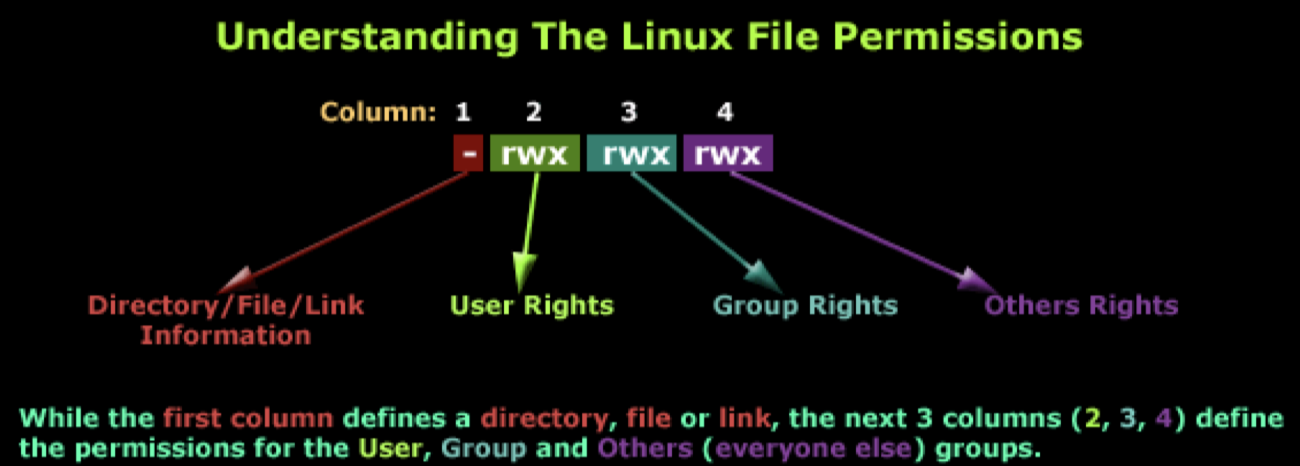 Understanding The Linux File Permissions
Column: 1 2 3 4
- rwx rwx rwx
Directory/File/Link Information
User Rights
Group Rights
Others Rights
While the first column defines a directory, file or link, the next 3 columns (2, 3, 4) define
the permissions for the User, Group and Others (everyone else) groups.